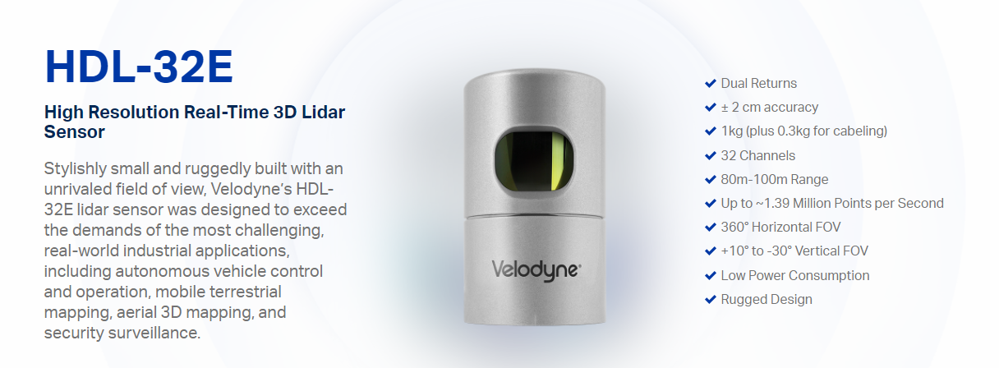 HDL-32E
High Resolution Real-Time 3D Lidar
Sensor
Stylishly small and ruggedly built with an
unrivaled field of view, Velodyne's HDL-
32E lidar sensor was designed to exceed
the demands of the most challenging,
real-world industrial applications,
including autonomous vehicle control
and operation, mobile terrestrial
mapping, aerial 3D mapping, and
security surveillance.
Velodyne®
Dual Returns
± 2 cm accuracy
1kg (plus 0.3kg for cabeling)
32 Channels
80m-100m Range
Up to ~1.39 Million Points per Second
360° Horizontal FOV
+10° to -30° Vertical FOV
Low Power Consumption
Rugged Design